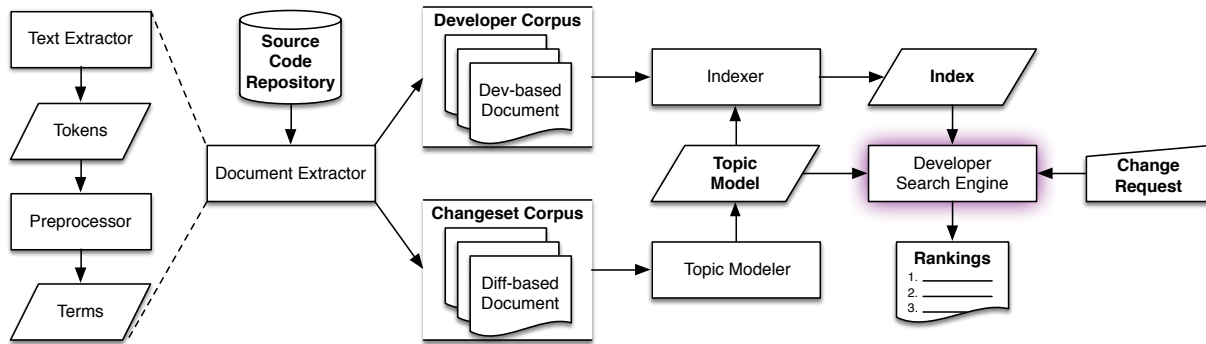 Text Extractor
Tokens
Preprocessor
Terms
Source
Code
Repository
Document Extractor
Developer Corpus
Dev-based
Document
Changeset Corpus
Diff-based
Document
Indexer
Topic
Model
Topic Modeler
Index
Developer
Search Engine
Change
Request
Rankings
1.
2.
3.